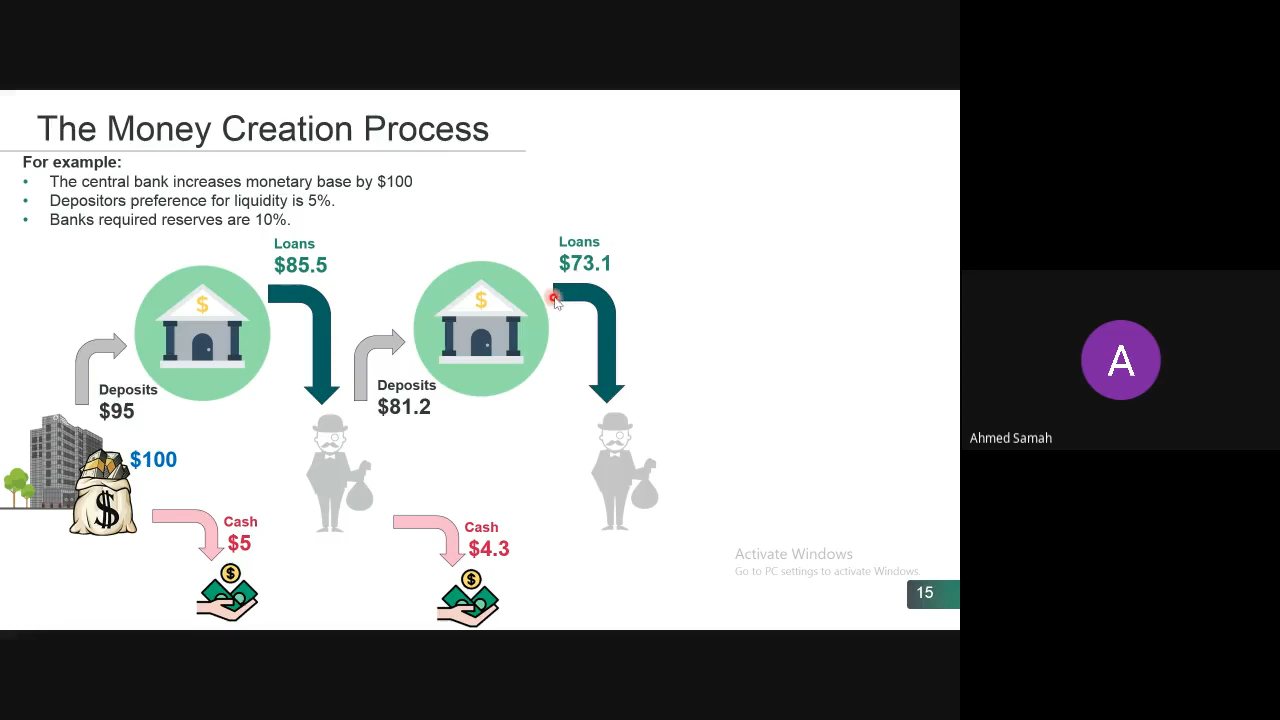 The Money Creation Process
For example:
• The central bank increases monetary base by $100
• Depositors preference for liquidity is 5%.
• Banks required reserves are 10%.
Loans
$85.5
Loans
$73.1
$
$
Deposits
$95
Deposits
$81.2
$100
$
Cash
$5
Cash
$4.3
$
$
Activate Windows
Go to PC settings to activate Windows.
15
A
Ahmed Samah